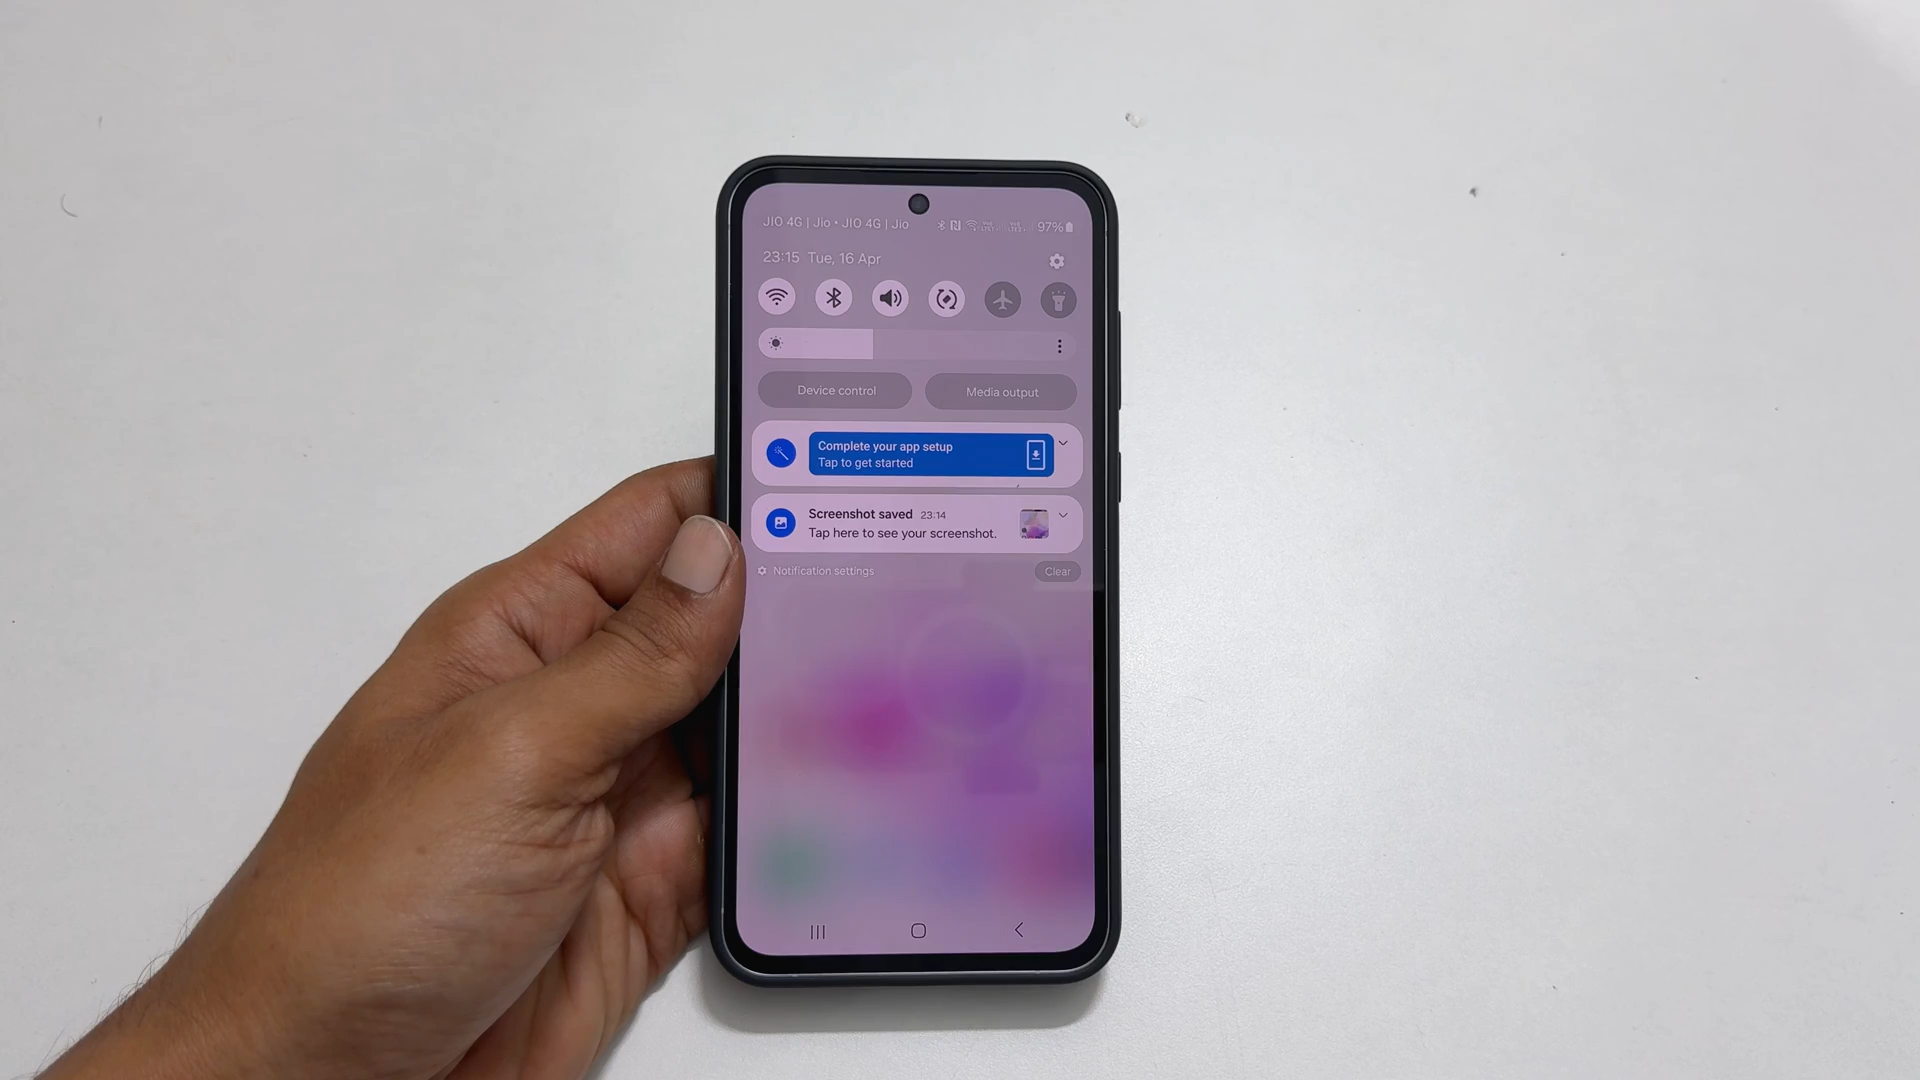 JIO 4G | Jio • JIO 4G | Jio 97%
23:15 Tue, 16 Apr
Device control Media output
Complete your app setup
Tap to get started
Screenshot saved 23:14
Tap here to see your screenshot.
Notification settings Clear